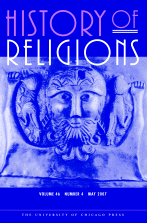 HISTORY OF
RELIGIONS
VOLUME 46 NUMBER 4 MAY 2007
THE UNIVERSITY OF CHICAGO PRESS